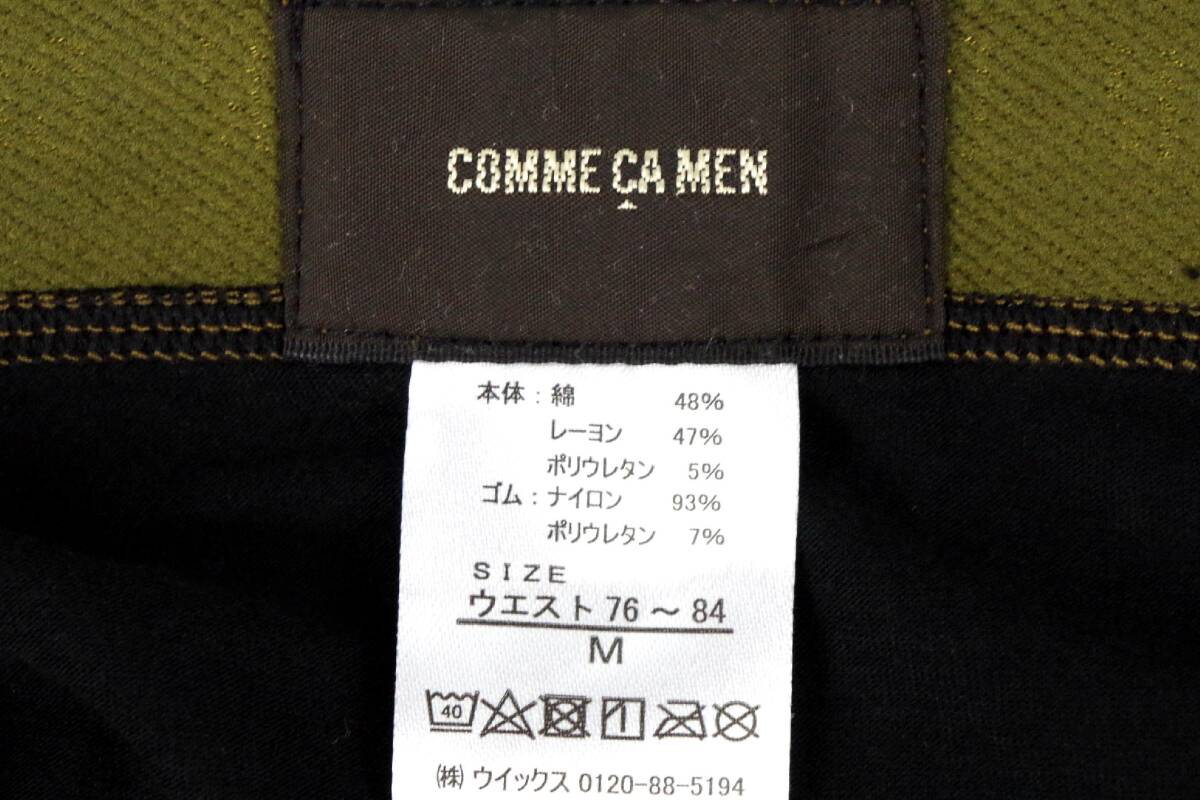 COMME ÇA MEN
本体：綿 48%
レーヨン 47%
ポリウレタン 5%
ゴム：ナイロン 93%
ポリウレタン 7%
SIZE
ウエスト 76 ～ 84
M
40
㈱ ウイックス 0120-88-5194